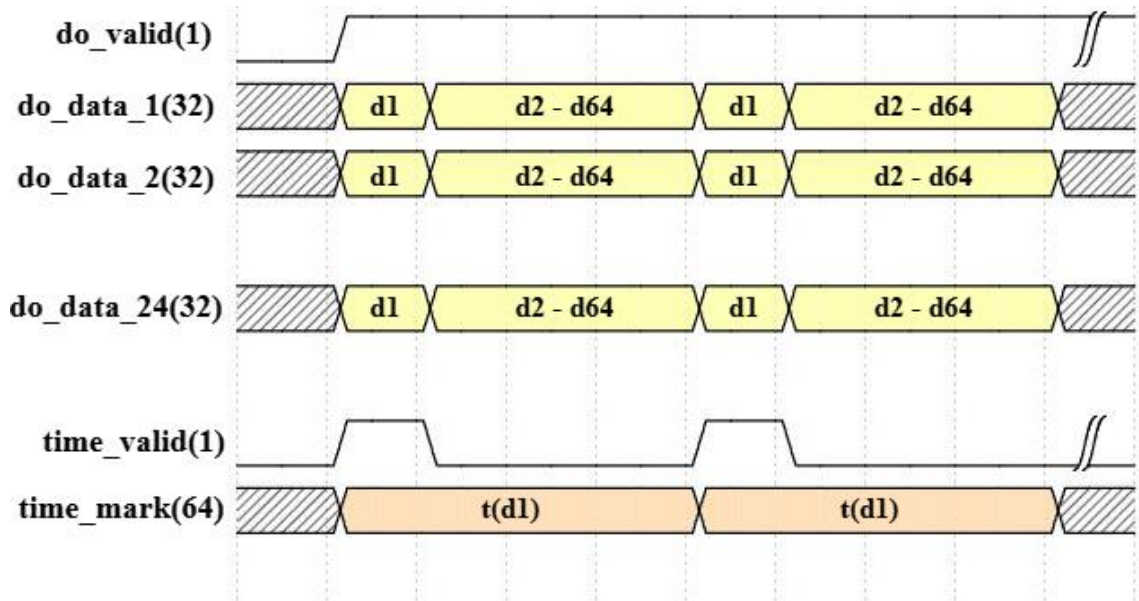 do_valid(1)
do_data_1(32) d1 d2 - d64 d1 d2 - d64
do_data_2(32) d1 d2 - d64 d1 d2 - d64
do_data_24(32) d1 d2 - d64 d1 d2 - d64
time_valid(1)
time_mark(64) t(d1) t(d1)